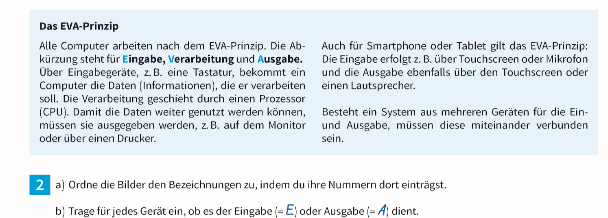 Das EVA-Prinzip
Alle Computer arbeiten nach dem EVA-Prinzip. Die Ab-
kürzung steht für Eingabe, Verarbeitung und Ausgabe.
Über Eingabegeräte, z. B. eine Tastatur, bekommt ein
Computer die Daten (Informationen), die er verarbeiten
soll. Die Verarbeitung geschieht durch einen Prozessor
(CPU). Damit die Daten weiter genutzt werden können,
müssen sie ausgegeben werden, z. B. auf dem Monitor
oder über einen Drucker.
Auch für Smartphone oder Tablet gilt das EVA-Prinzip:
Die Eingabe erfolgt z. B. über Touchscreen oder Mikrofon
und die Ausgabe ebenfalls über den Touchscreen oder
einen Lautsprecher.
Besteht ein System aus mehreren Geräten für die Ein-
und Ausgabe, müssen diese miteinander verbunden
sein.
2 a) Ordne die Bilder den Bezeichnungen zu, indem du ihre Nummern dort einträgst.
b) Trage für jedes Gerät ein, ob es der Eingabe (= E) oder Ausgabe (= A) dient.